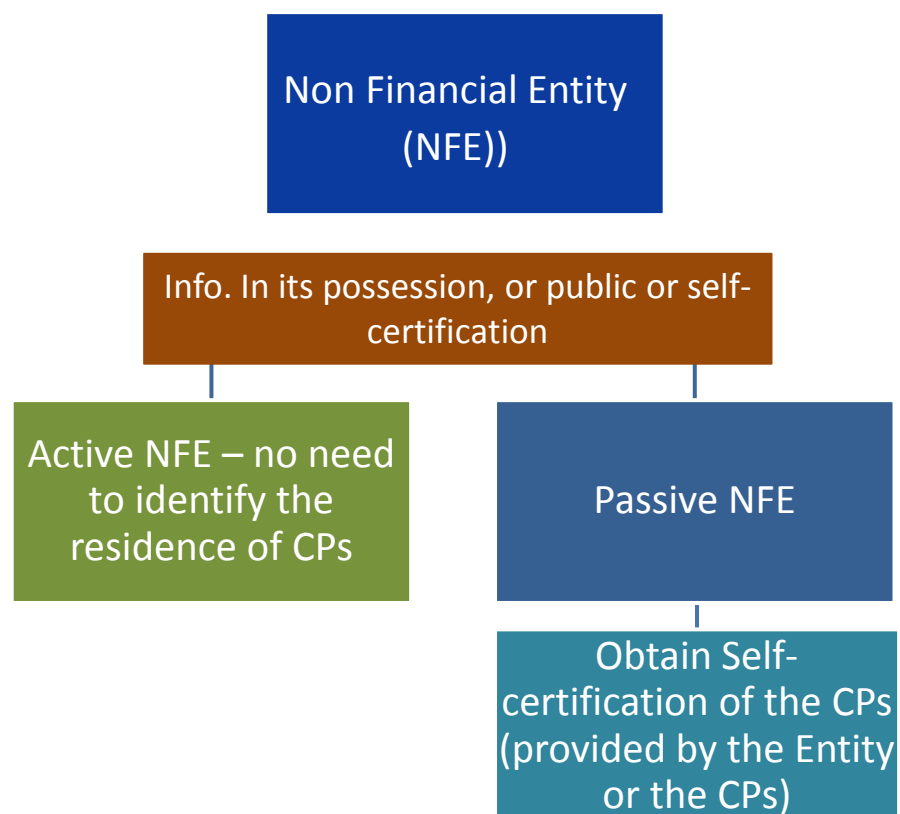 Non Financial Entity
(NFE))
Info. In its possession, or public or self-
certification
Active NFE – no need
to identify the
residence of CPs
Passive NFE
Obtain Self-
certification of the CPs
(provided by the Entity
or the CPs)